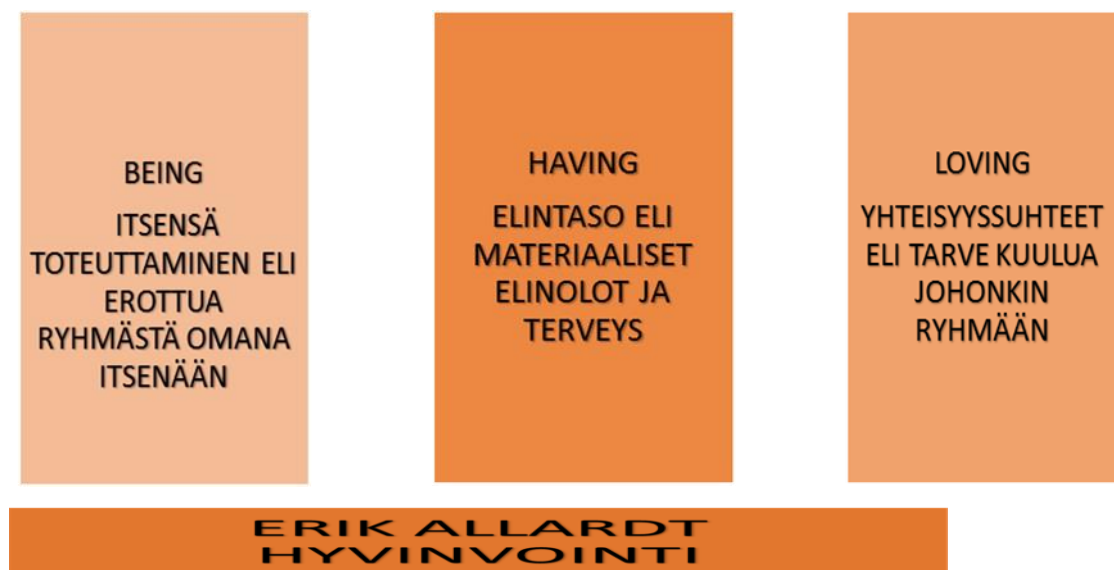 BEING
ITSENSÄ
TOTEUTTAMINEN ELI
EROTTUA
RYHMÄSTÄ OMANA
ITSENÄÄN
HAVING
ELINTASO ELI
MATERIAALISET
ELINOLOT JA
TERVEYS
LOVING
YHTEISYYSSUHTEET
ELI TARVE KUULUA
JOHONKIN
RYHMÄÄN
ERIK ALLARDT
HYVINVOINTI